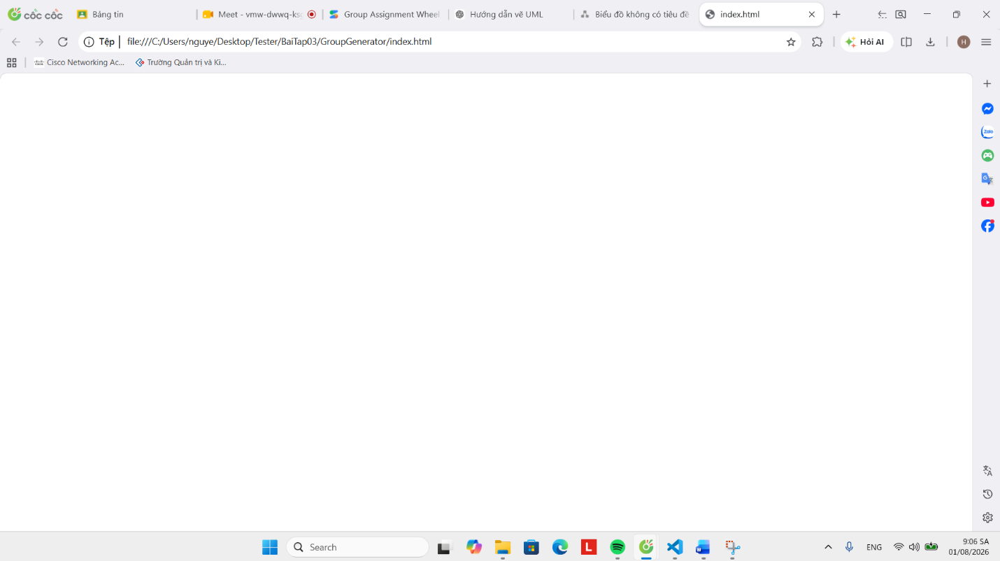 cốc cốc
Bảng tin
Meet - vmw-dwwq-ksc
Group Assignment Wheel
Hướng dẫn vẽ UML
Biểu đồ không có tiêu đề
index.html
Tệp
file:///C:/Users/nguye/Desktop/Tester/BaiTap03/GroupGenerator/index.html
Hỏi AI
H
Cisco Networking Ac...
Trường Quản trị và Ki...
Zalo
Search
L
ENG
9:06 SA
01/08/2026